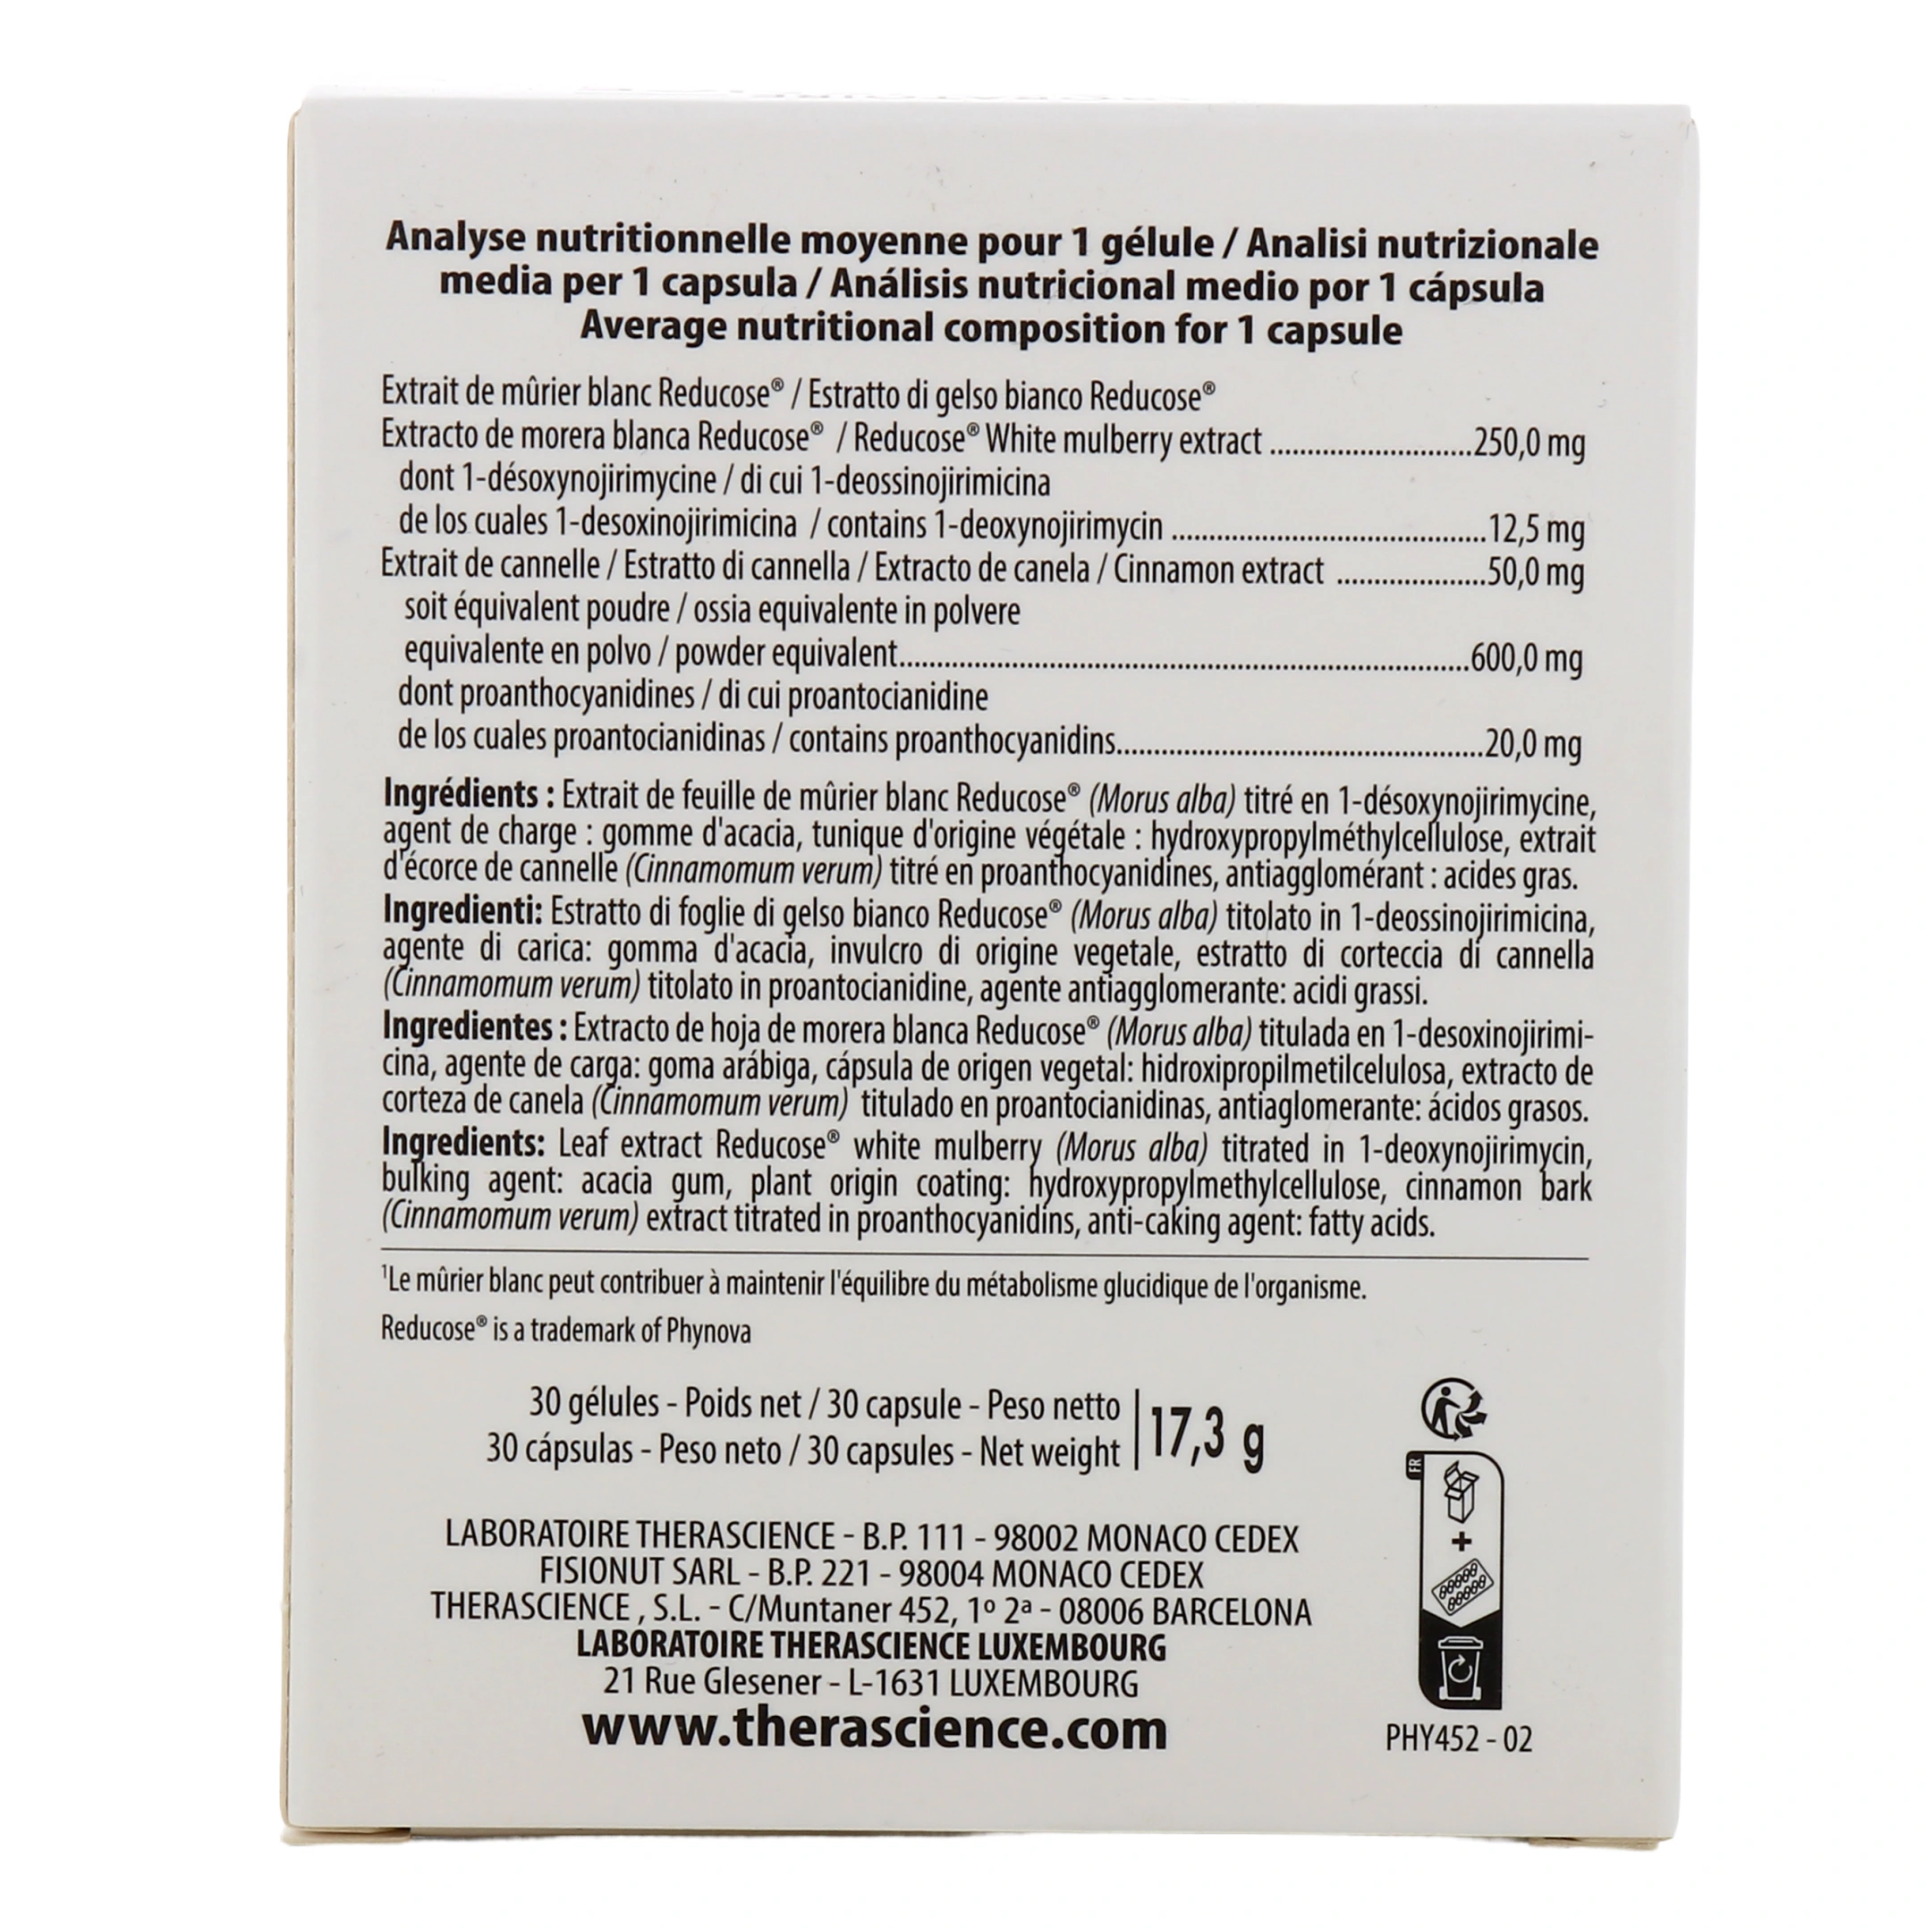 Analyse nutritionnelle moyenne pour 1 gélule / Analisi nutrizionale
media per 1 capsula / Análisis nutricional medio por 1 cápsula
Average nutritional composition for 1 capsule
Extrait de mûrier blanc Reducose® / Estratto di gelso bianco Reducose®
Extracto de morera blanca Reducose® / Reducose® White mulberry extract ..........................250,0 mg
dont 1-désoxynojirimycine / di cui 1-deossinojirimicina
de los cuales 1-desoxinojirimicina / contains 1-deoxynojirimycin ..........................................12,5 mg
Extrait de cannelle / Estratto di cannella / Extracto de canela / Cinnamon extract ....................50,0 mg
soit équivalent poudre / ossia equivalente in polvere
equivalente en polvo / powder equivalent..........................................................................600,0 mg
dont proanthocyanidines / di cui proantocianidine
de los cuales proantocianidinas / contains proanthocyanidins.................................................20,0 mg
Ingrédients : Extrait de feuille de mûrier blanc Reducose® (Morus alba) titré en 1-désoxynojirimycine,
agent de charge : gomme d'acacia, tunique d'origine végétale : hydroxypropylméthylcellulose, extrait
d'écorce de cannelle (Cinnamomum verum) titré en proanthocyanidines, antiagglomérant : acides gras.
Ingredienti: Estratto di foglie di gelso bianco Reducose® (Morus alba) titolato in 1-deossinojirimicina,
agente di carica: gomma d'acacia, invulcro di origine vegetale, estratto di corteccia di cannella
(Cinnamomum verum) titolato in proantocianidine, agente antiagglomerante: acidi grassi.
Ingredientes : Extracto de hoja de morera blanca Reducose® (Morus alba) titulada en 1-desoxinojirimi-
cina, agente de carga: goma arábiga, cápsula de origen vegetal: hidroxipropilmetilcelulosa, extracto de
corteza de canela (Cinnamomum verum) titulado en proantocianidinas, antiaglomerante: ácidos grasos.
Ingredients: Leaf extract Reducose® white mulberry (Morus alba) titrated in 1-deoxynojirimycin,
bulking agent: acacia gum, plant origin coating: hydroxypropylmethylcellulose, cinnamon bark
(Cinnamomum verum) extract titrated in proanthocyanidins, anti-caking agent: fatty acids.
¹Le mûrier blanc peut contribuer à maintenir l'équilibre du métabolisme glucidique de l'organisme.
Reducose® is a trademark of Phynova
30 gélules - Poids net / 30 capsule - Peso netto
30 cápsulas - Peso neto / 30 capsules - Net weight
17,3 g
FR
+
LABORATOIRE THERASCIENCE - B.P. 111 - 98002 MONACO CEDEX
FISIONUT SARL - B.P. 221 - 98004 MONACO CEDEX
THERASCIENCE , S.L. - C/Muntaner 452, 1º 2ª - 08006 BARCELONA
LABORATOIRE THERASCIENCE LUXEMBOURG
21 Rue Glesener - L-1631 LUXEMBOURG
www.therascience.com
PHY452 - 02